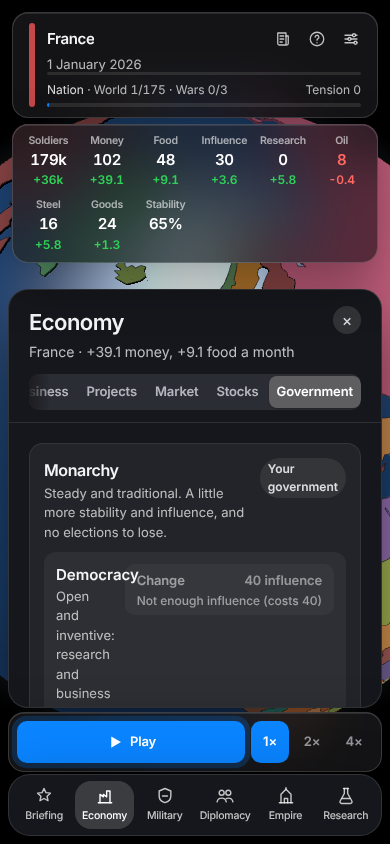 France
1 January 2026
Nation · World 1/175 · Wars 0/3
Tension 0
Soldiers Money Food Influence Research Oil
179k 102 48 30 0 8
+36k +39.1 +9.1 +3.6 +5.8 -0.4
Steel Goods Stability
16 24 65%
+5.8 +1.3
Economy
×
France · +39.1 money, +9.1 food a month
siness Projects Market Stocks Government
Monarchy
Your
government
Steady and traditional. A little
more stability and influence, and
no elections to lose.
Democracy
Change 40 influence
Not enough influence (costs 40)
Open
and
inventive:
research
and
business
Play 1× 2× 4×
Briefing Economy Military Diplomacy Empire Research